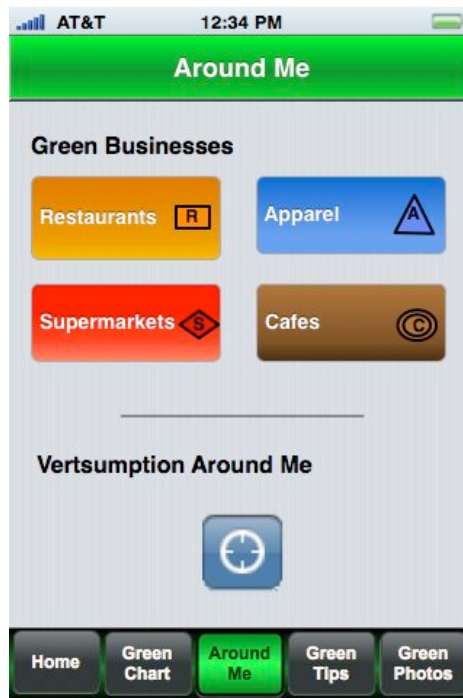 AT&T 12:34 PM
Around Me
Green Businesses
Restaurants R
Apparel A
Supermarkets S
Cafes C
Vertsumption Around Me
Home
Green
Chart
Around
Me
Green
Tips
Green
Photos